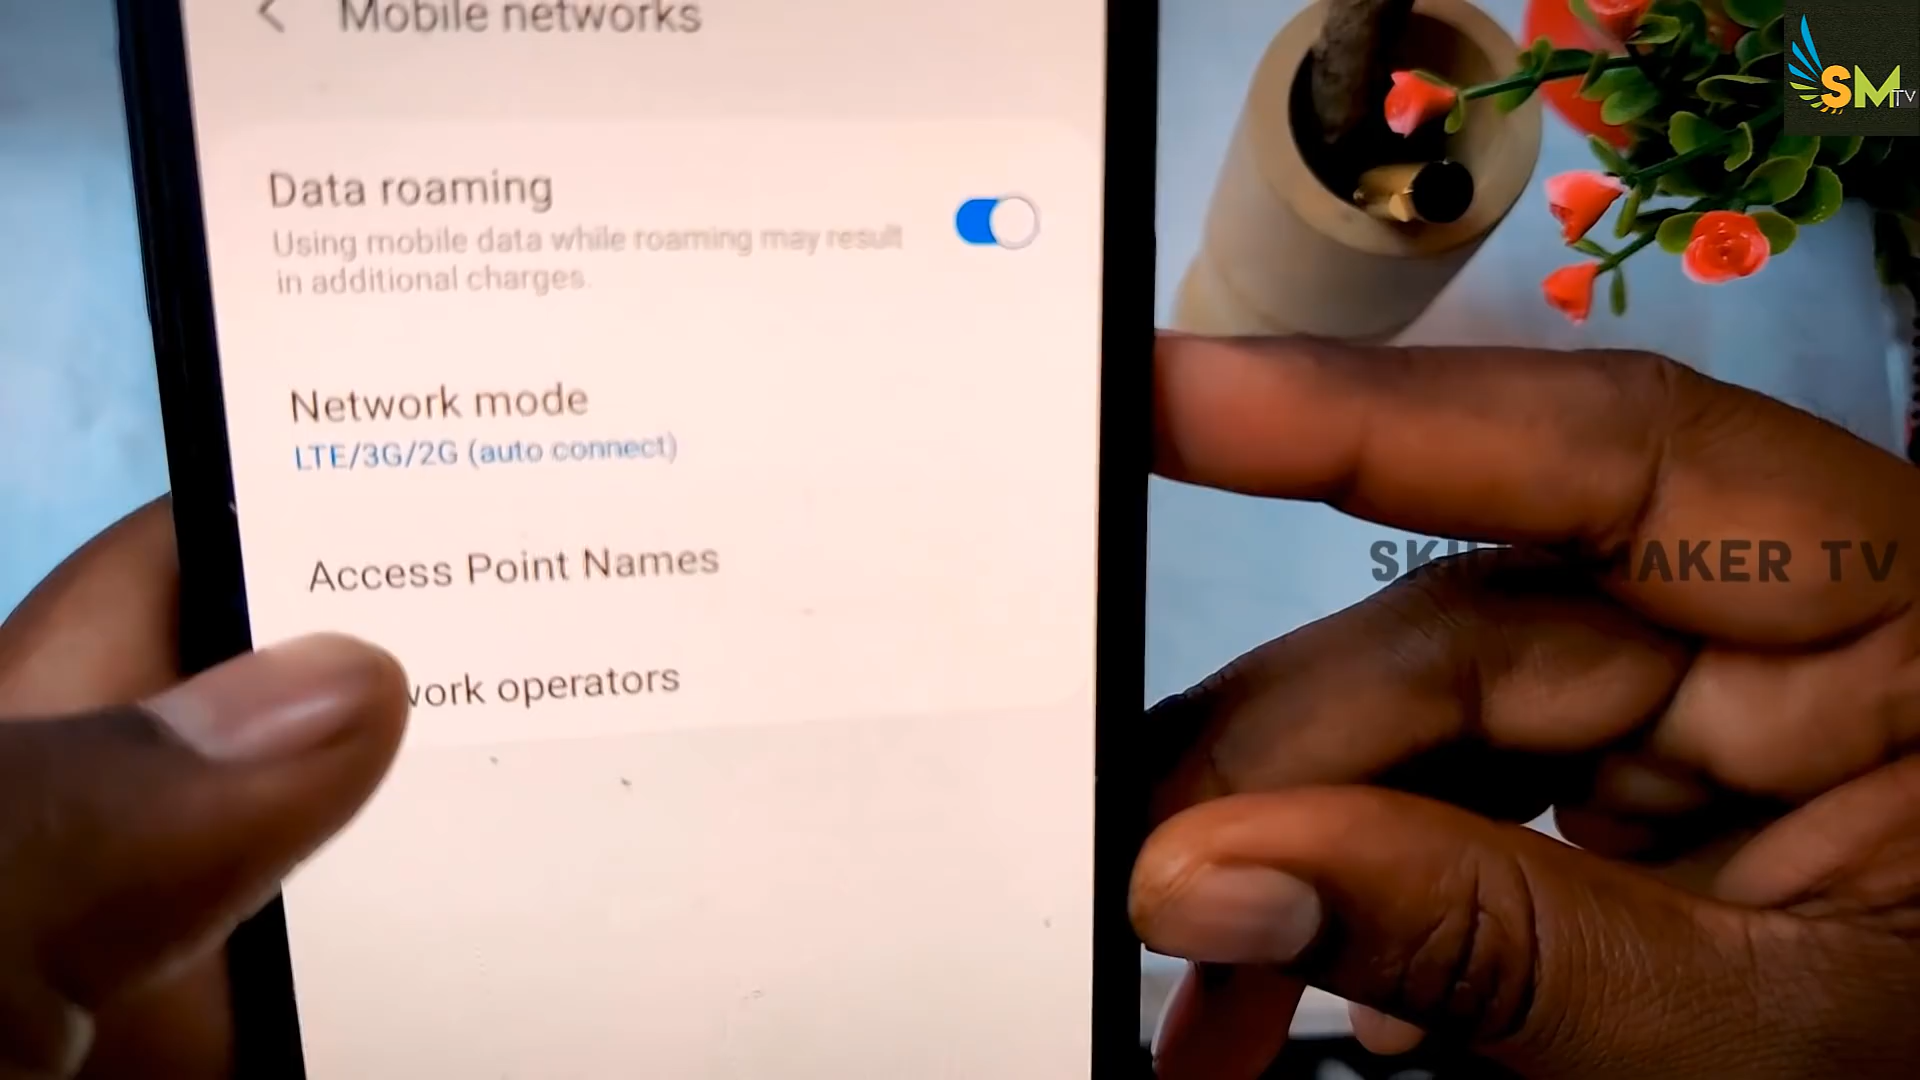 Mobile networks
Data roaming
Using mobile data while roaming may result
in additional charges.
Network mode
LTE/3G/2G (auto connect)
Access Point Names
operators
SM TV
MAKER TV